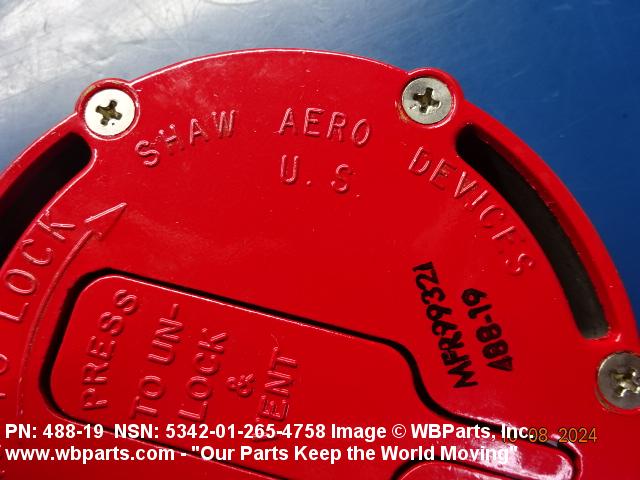 SHAW AERO DEVICES
U.S.
TO LOCK
PRESS
TO UN-
LOCK
&
VENT
MFR99321
488-19
PN: 488-19 NSN: 5342-01-265-4758 Image © WBParts, Inc.
08 2024
www.wbparts.com - "Our Parts Keep the World Moving"